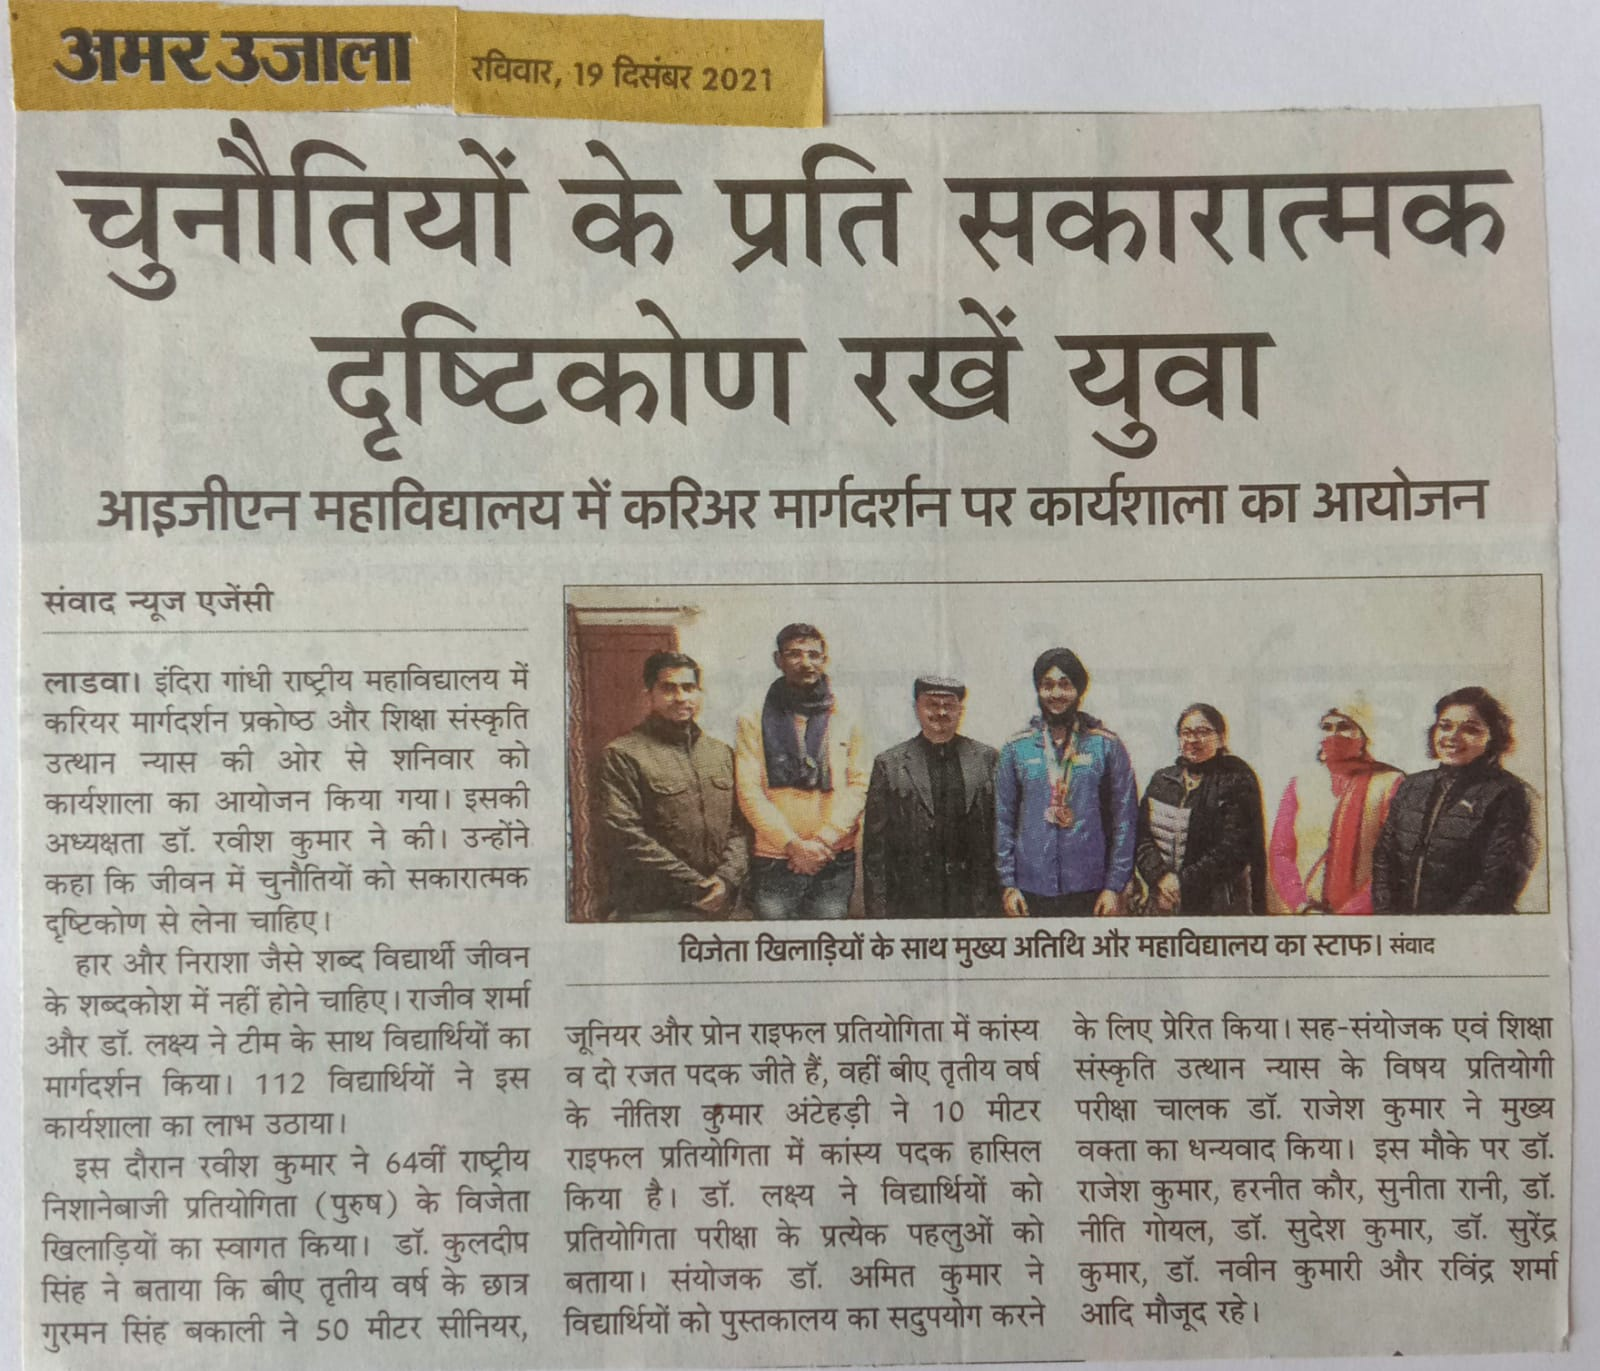 अमर उजाला
रविवार, 19 दिसंबर 2021
चुनौतियों के प्रति सकारात्मक
दृष्टिकोण रखें युवा
आइजीएन महाविद्यालय में करिअर मार्गदर्शन पर कार्यशाला का आयोजन
संवाद न्यूज एजेंसी
लाडवा। इंदिरा गांधी राष्ट्रीय महाविद्यालय में
करियर मार्गदर्शन प्रकोष्ठ और शिक्षा संस्कृति
उत्थान न्यास की ओर से शनिवार को
कार्यशाला का आयोजन किया गया। इसकी
अध्यक्षता डॉ. रवीश कुमार ने की। उन्होंने
कहा कि जीवन में चुनौतियों को सकारात्मक
दृष्टिकोण से लेना चाहिए।
हार और निराशा जैसे शब्द विद्यार्थी जीवन
के शब्दकोश में नहीं होने चाहिए। राजीव शर्मा
और डॉ. लक्ष्य ने टीम के साथ विद्यार्थियों का
मार्गदर्शन किया। 112 विद्यार्थियों ने इस
कार्यशाला का लाभ उठाया।
इस दौरान रवीश कुमार ने 64वीं राष्ट्रीय
निशानेबाजी प्रतियोगिता (पुरुष) के विजेता
खिलाड़ियों का स्वागत किया। डॉ. कुलदीप
सिंह ने बताया कि बीए तृतीय वर्ष के छात्र
गुरमन सिंह बकाली ने 50 मीटर सीनियर,
विजेता खिलाड़ियों के साथ मुख्य अतिथि और महाविद्यालय का स्टाफ। संवाद
जूनियर और प्रोन राइफल प्रतियोगिता में कांस्य
व दो रजत पदक जीते हैं, वहीं बीए तृतीय वर्ष
के नीतिश कुमार अंटेहड़ी ने 10 मीटर
राइफल प्रतियोगिता में कांस्य पदक हासिल
किया है। डॉ. लक्ष्य ने विद्यार्थियों को
प्रतियोगिता परीक्षा के प्रत्येक पहलुओं को
बताया। संयोजक डॉ. अमित कुमार ने
विद्यार्थियों को पुस्तकालय का सदुपयोग करने
के लिए प्रेरित किया। सह-संयोजक एवं शिक्षा
संस्कृति उत्थान न्यास के विषय प्रतियोगी
परीक्षा चालक डॉ. राजेश कुमार ने मुख्य
वक्ता का धन्यवाद किया। इस मौके पर डॉ.
राजेश कुमार, हरनीत कौर, सुनीता रानी, डॉ.
नीति गोयल, डॉ. सुदेश कुमार, डॉ. सुरेंद्र
कुमार, डॉ. नवीन कुमारी और रविंद्र शर्मा
आदि मौजूद रहे।